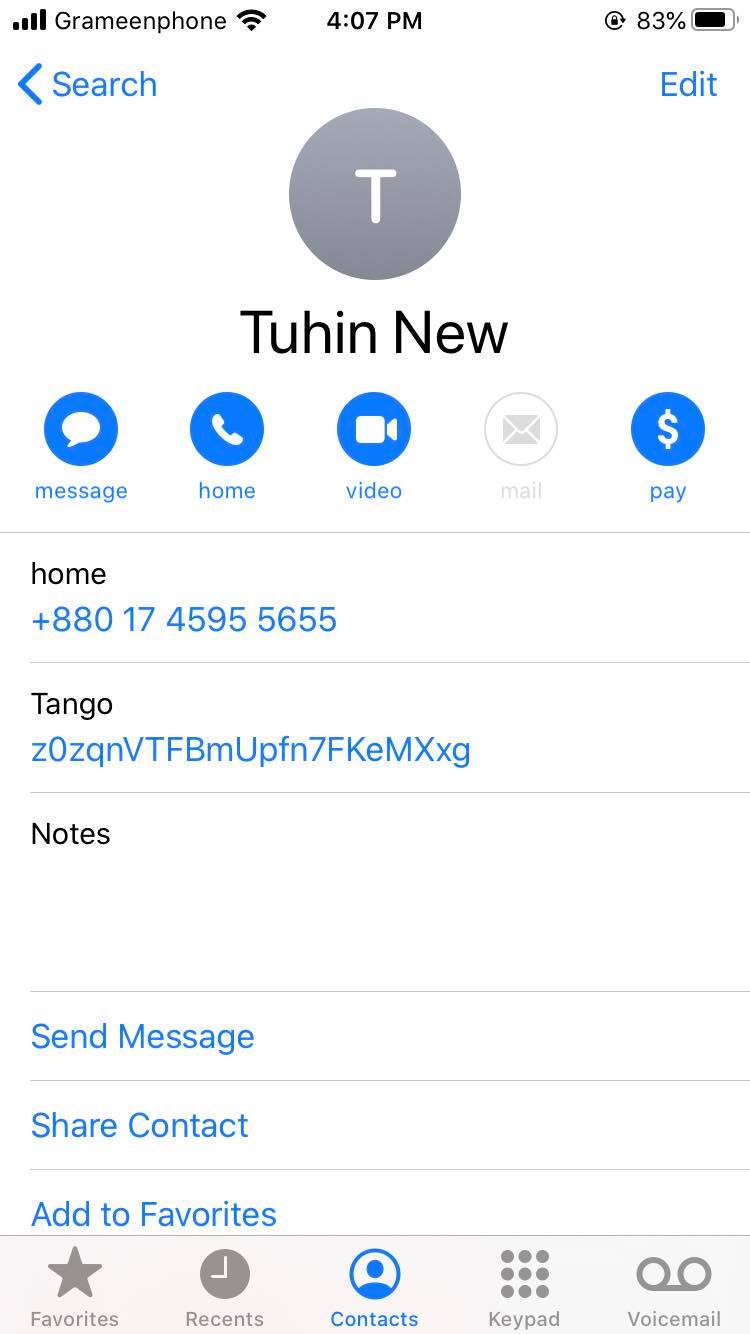 Grameenphone 4:07 PM 83%
Search Edit
T
Tuhin New
message home video mail pay
home
+880 17 4595 5655
Tango
z0zqnVTFBmUpfn7FKeMXxg
Notes
Send Message
Share Contact
Add to Favorites
Favorites Recents Contacts Keypad Voicemail